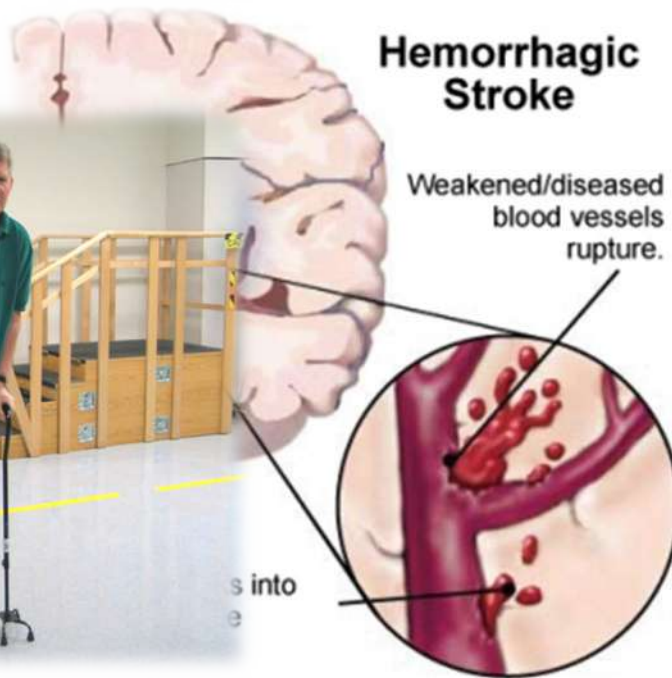 Hemorrhagic
Stroke
Weakened/diseased
blood vessels
rupture.
s into
e